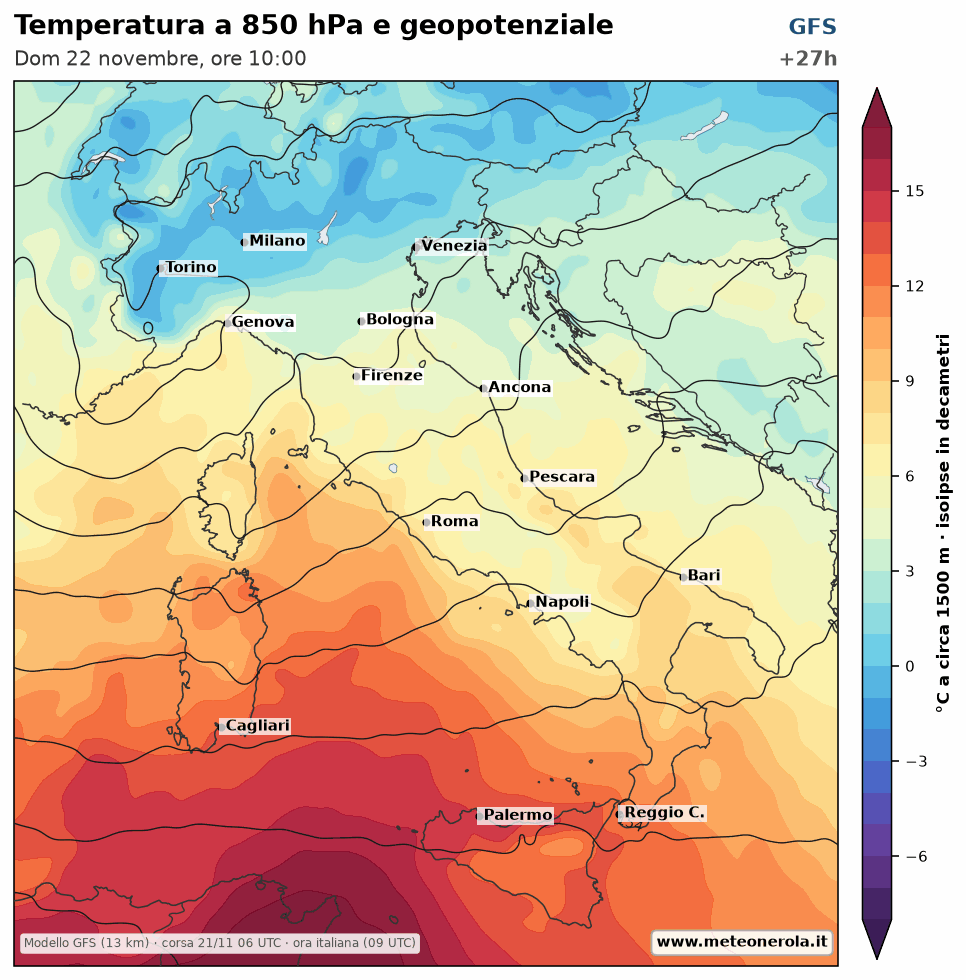 Temperatura a 850 hPa e geopotenziale
GFS
Dom 22 novembre, ore 10:00
+27h
Milano
Venezia
Torino
Genova
Bologna
Firenze
Ancona
Pescara
Roma
Bari
Napoli
Cagliari
Palermo
Reggio C.
15
12
9
6
3
0
−3
−6
°C a circa 1500 m · isoipse in decametri
Modello GFS (13 km) · corsa 21/11 06 UTC · ora italiana (09 UTC)
www.meteonerola.it